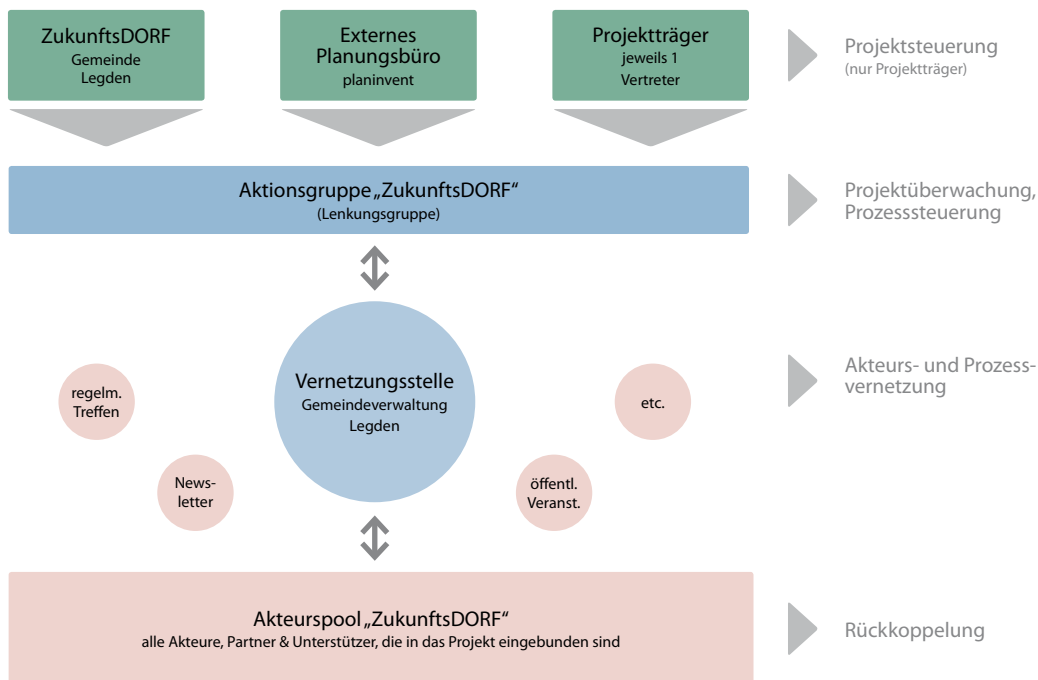 ZukunftsDORF
Gemeinde
Legden
Externes
Planungsbüro
planinvent
Projektträger
jeweils 1
Vertreter
Projektsteuerung
(nur Projektträger)
Aktionsgruppe „ZukunftsDORF“
(Lenkungsgruppe)
Projektüberwachung,
Prozesssteuerung
Vernetzungsstelle
Gemeindeverwaltung
Legden
regelm.
Treffen
News-
letter
öffentl.
Veranst.
etc.
Akteurs- und Prozess-
vernetzung
Akteurspool „ZukunftsDORF“
alle Akteure, Partner & Unterstützer, die in das Projekt eingebunden sind
Rückkoppelung